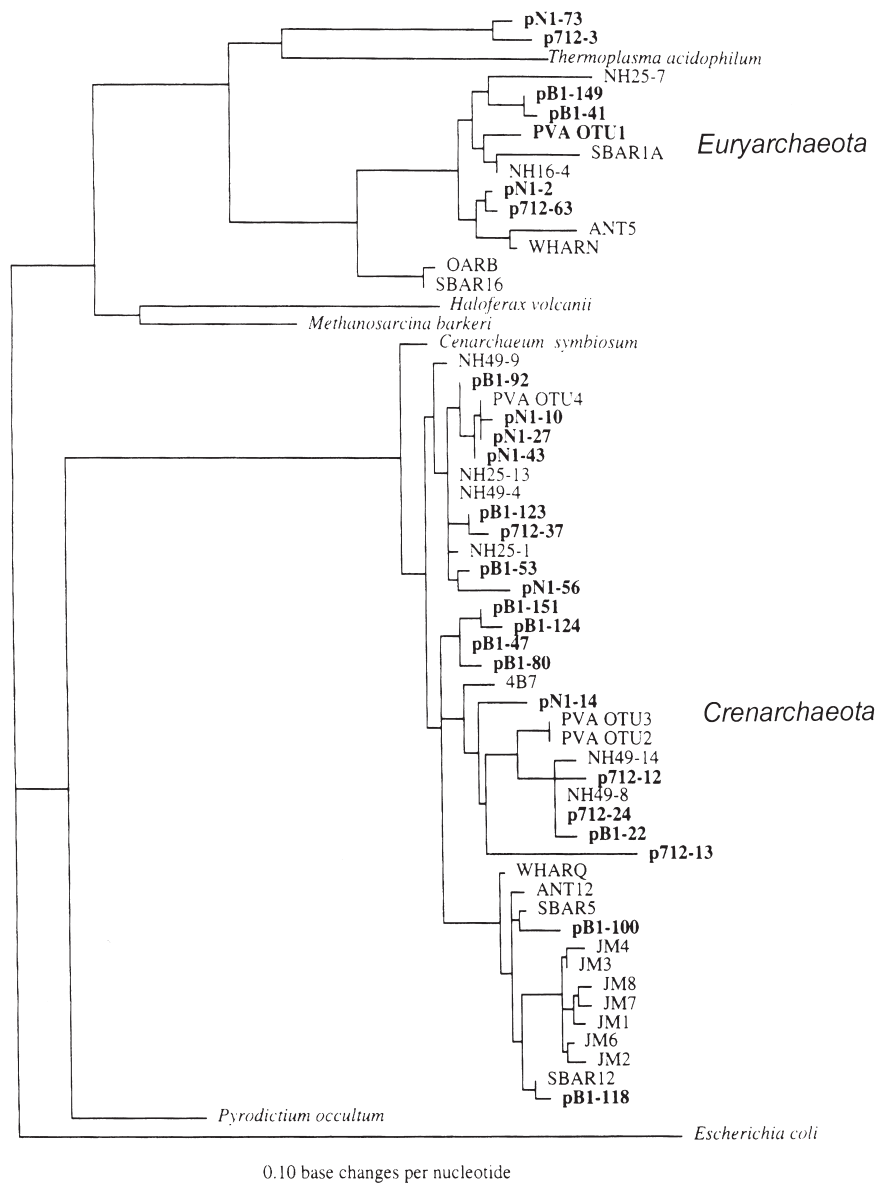 pN1-73
p712-3
Thermoplasma acidophilum
NH25-7
pB1-149
pB1-41
PVA OTU1
Euryarchaeota
SBAR1A
NH16-4
pN1-2
p712-63
ANT5
WHARN
OARB
SBAR16
Haloferax volcanii
Methanosarcina barkeri
Cenarchaeum symbiosum
NH49-9
pB1-92
PVA OTU4
pN1-10
pN1-27
pN1-43
NH25-13
NH49-4
pB1-123
p712-37
NH25-1
pB1-53
pN1-56
pB1-151
pB1-124
pB1-47
pB1-80
4B7
pN1-14
Crenarchaeota
PVA OTU3
PVA OTU2
NH49-14
p712-12
NH49-8
p712-24
pB1-22
p712-13
WHARQ
ANT12
SBAR5
pB1-100
JM4
JM3
JM8
JM7
JM1
JM6
JM2
SBAR12
pB1-118
Pyrodictium occultum
Escherichia coli
0.10 base changes per nucleotide